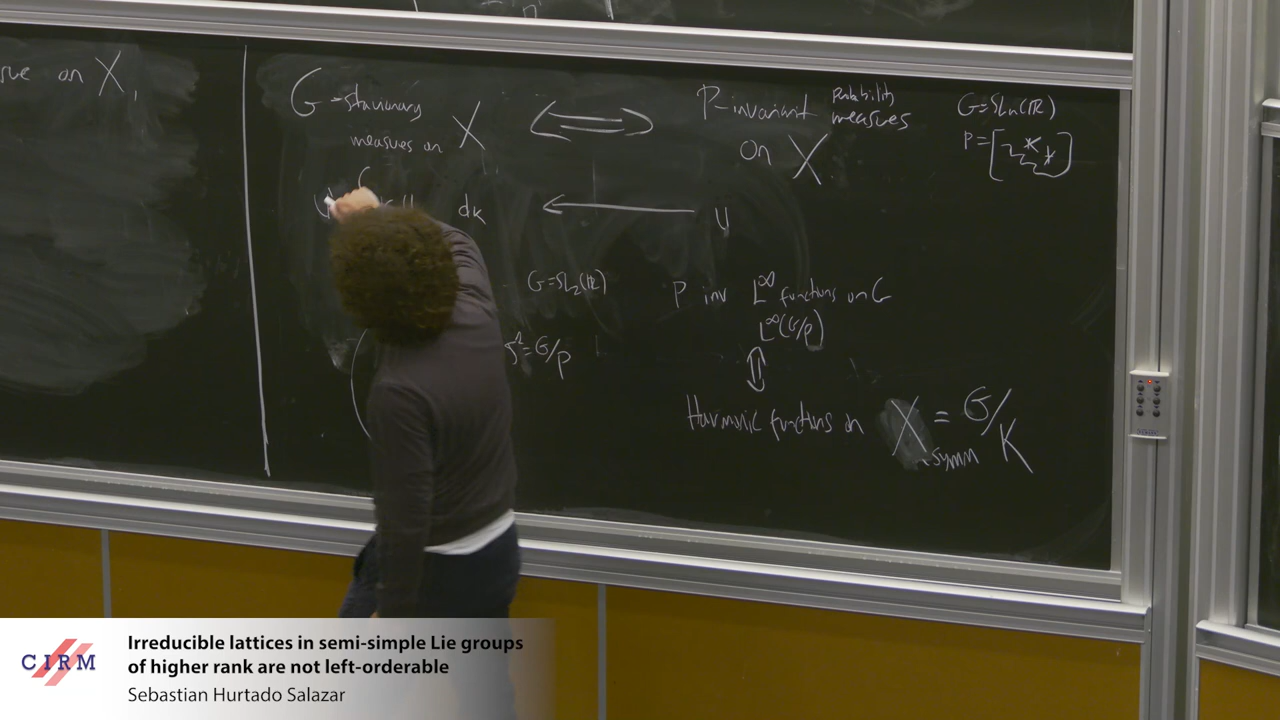 on X,
G-stationary
measures on X
⟺
P-invariant probability measures
on X
G=SLn(R)
P=[* *]
dk
←
ν
G=SL₂(R)
G/P
P inv L^∞ functions on G
L^∞(G/P)
⇕
Harmonic functions on X = G/K
symm
CIRM
Irreducible lattices in semi-simple Lie groups
of higher rank are not left-orderable
Sebastian Hurtado Salazar